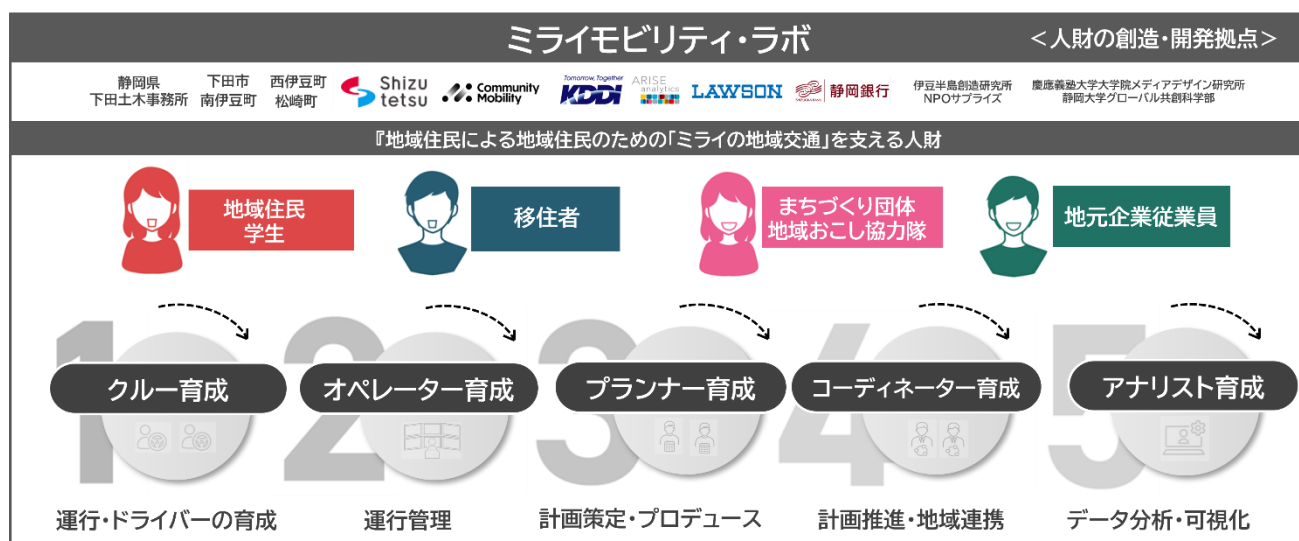 ミライモビリティ・ラボ
＜人財の創造・開発拠点＞
静岡県
下田土木事務所
下田市
南伊豆町
西伊豆町
松崎町
Shizu
tetsu
Community
Mobility
Tomorrow, Together
KDDI
ARISE
analytics
LAWSON
静岡銀行
伊豆半島創造研究所
NPOサプライズ
慶應義塾大学大学院メディアデザイン研究所
静岡大学グローバル共創科学部
『地域住民による地域住民のための「ミライの地域交通」を支える人財
地域住民
学生
移住者
まちづくり団体
地域おこし協力隊
地元企業従業員
1
クルー育成
運行・ドライバーの育成
2
オペレーター育成
運行管理
3
プランナー育成
計画策定・プロデュース
4
コーディネーター育成
計画推進・地域連携
5
アナリスト育成
データ分析・可視化